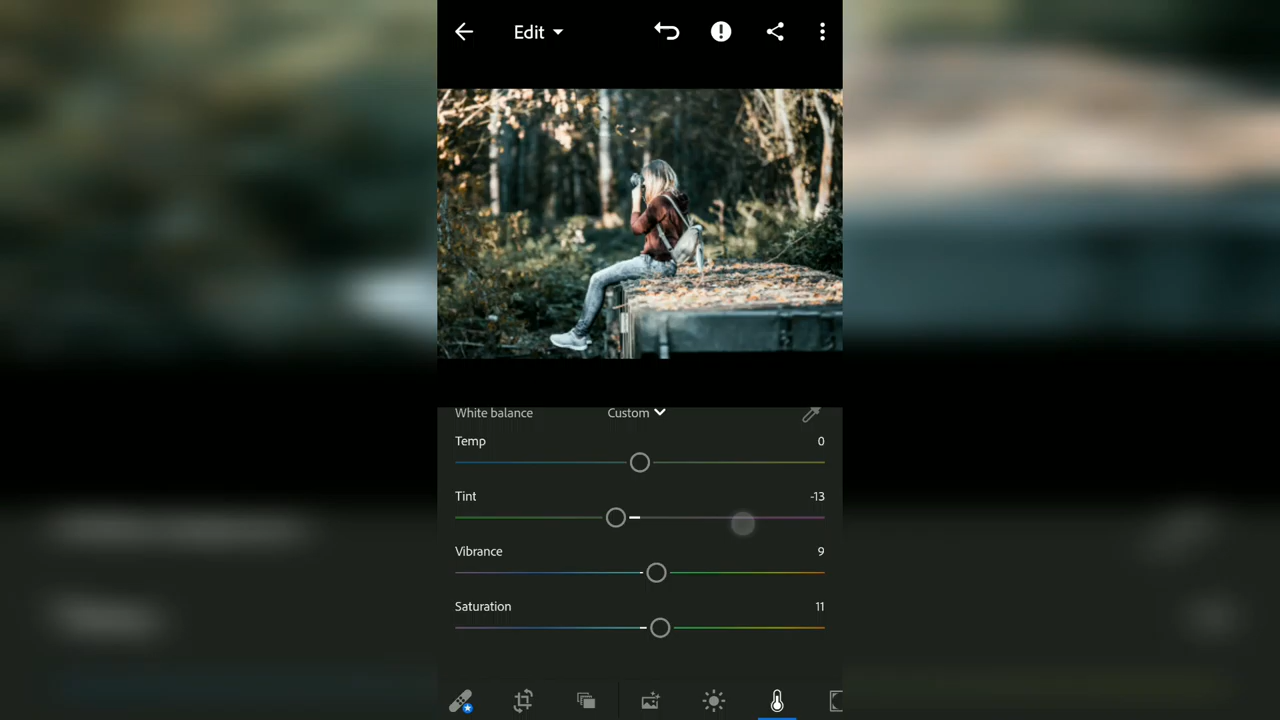 Edit
White balance Custom
Temp 0
Tint -13
Vibrance 9
Saturation 11